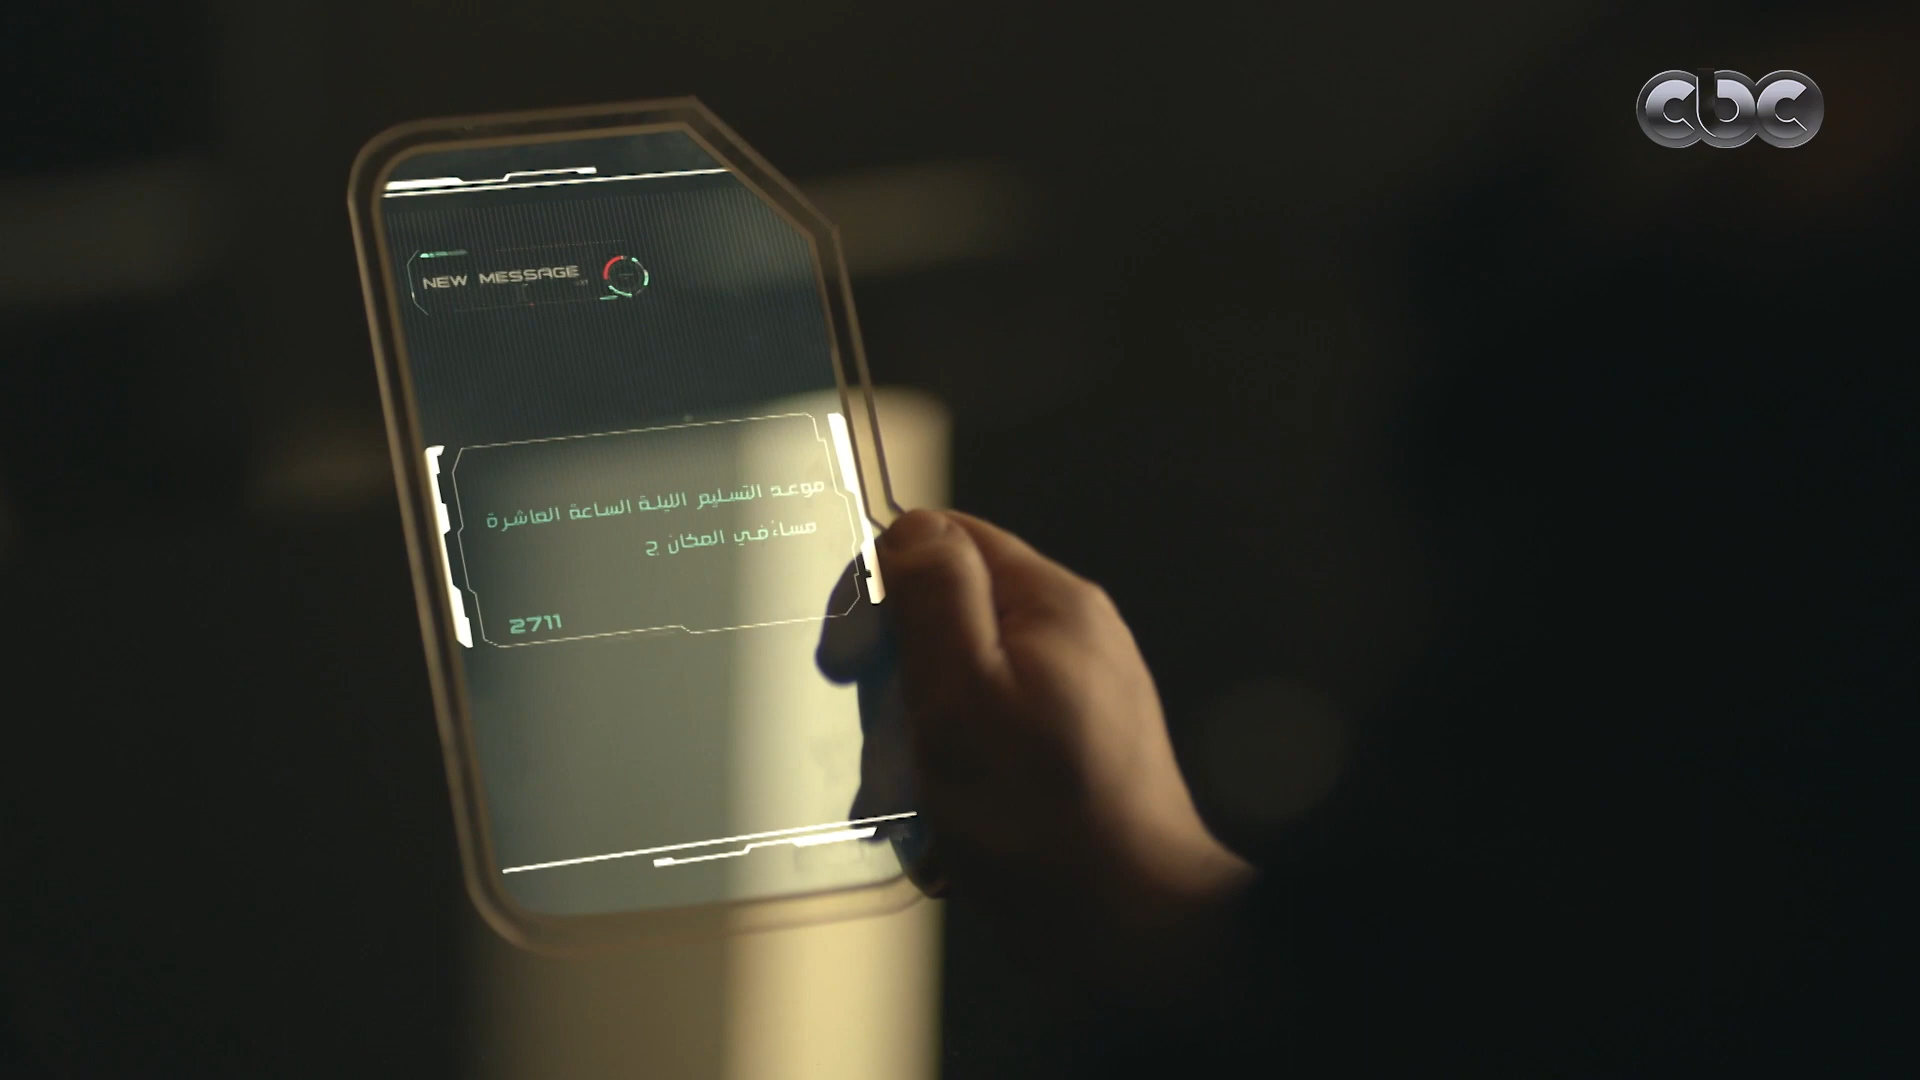 cbc
NEW MESSAGE
موعد التسليم الليلة الساعة العاشرة
مساءً في المكان ج
2711